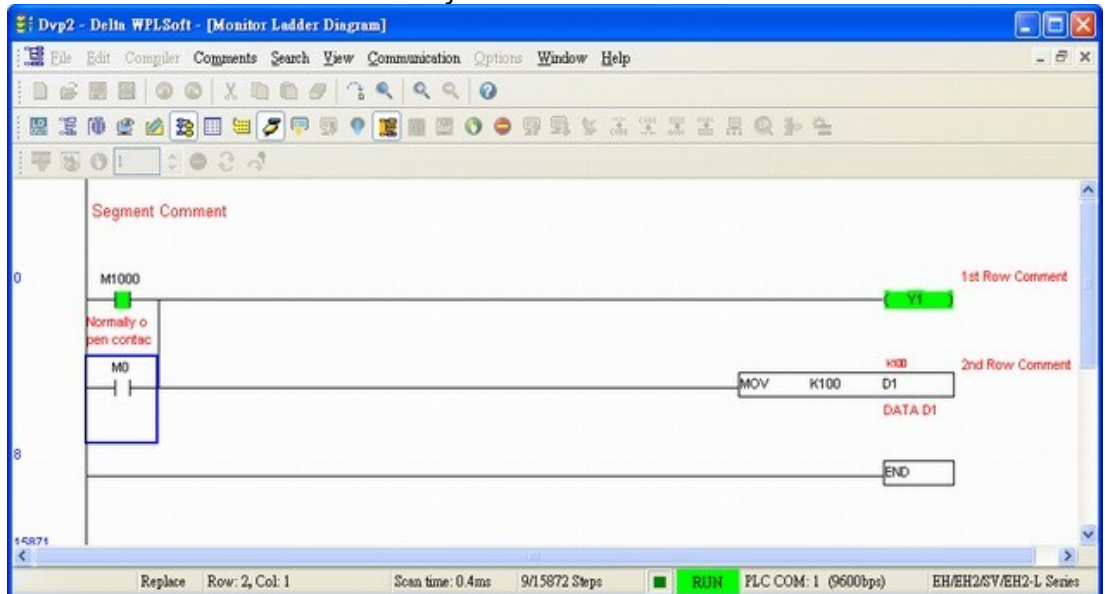 Dvp2 - Delta WPLSoft - [Monitor Ladder Diagram]
File Edit Compiler Comments Search View Communication Options Window Help
1
Segment Comment
0
M1000
1st Row Comment
Y1
Normally o
pen contac
M0
K100
2nd Row Comment
MOV K100 D1
DATA D1
8
END
15871
Replace Row: 2, Col: 1 Scan time: 0.4ms 9/15872 Steps RUN PLC COM: 1 (9600bps) EH/EH2/SV/EH2-L Series